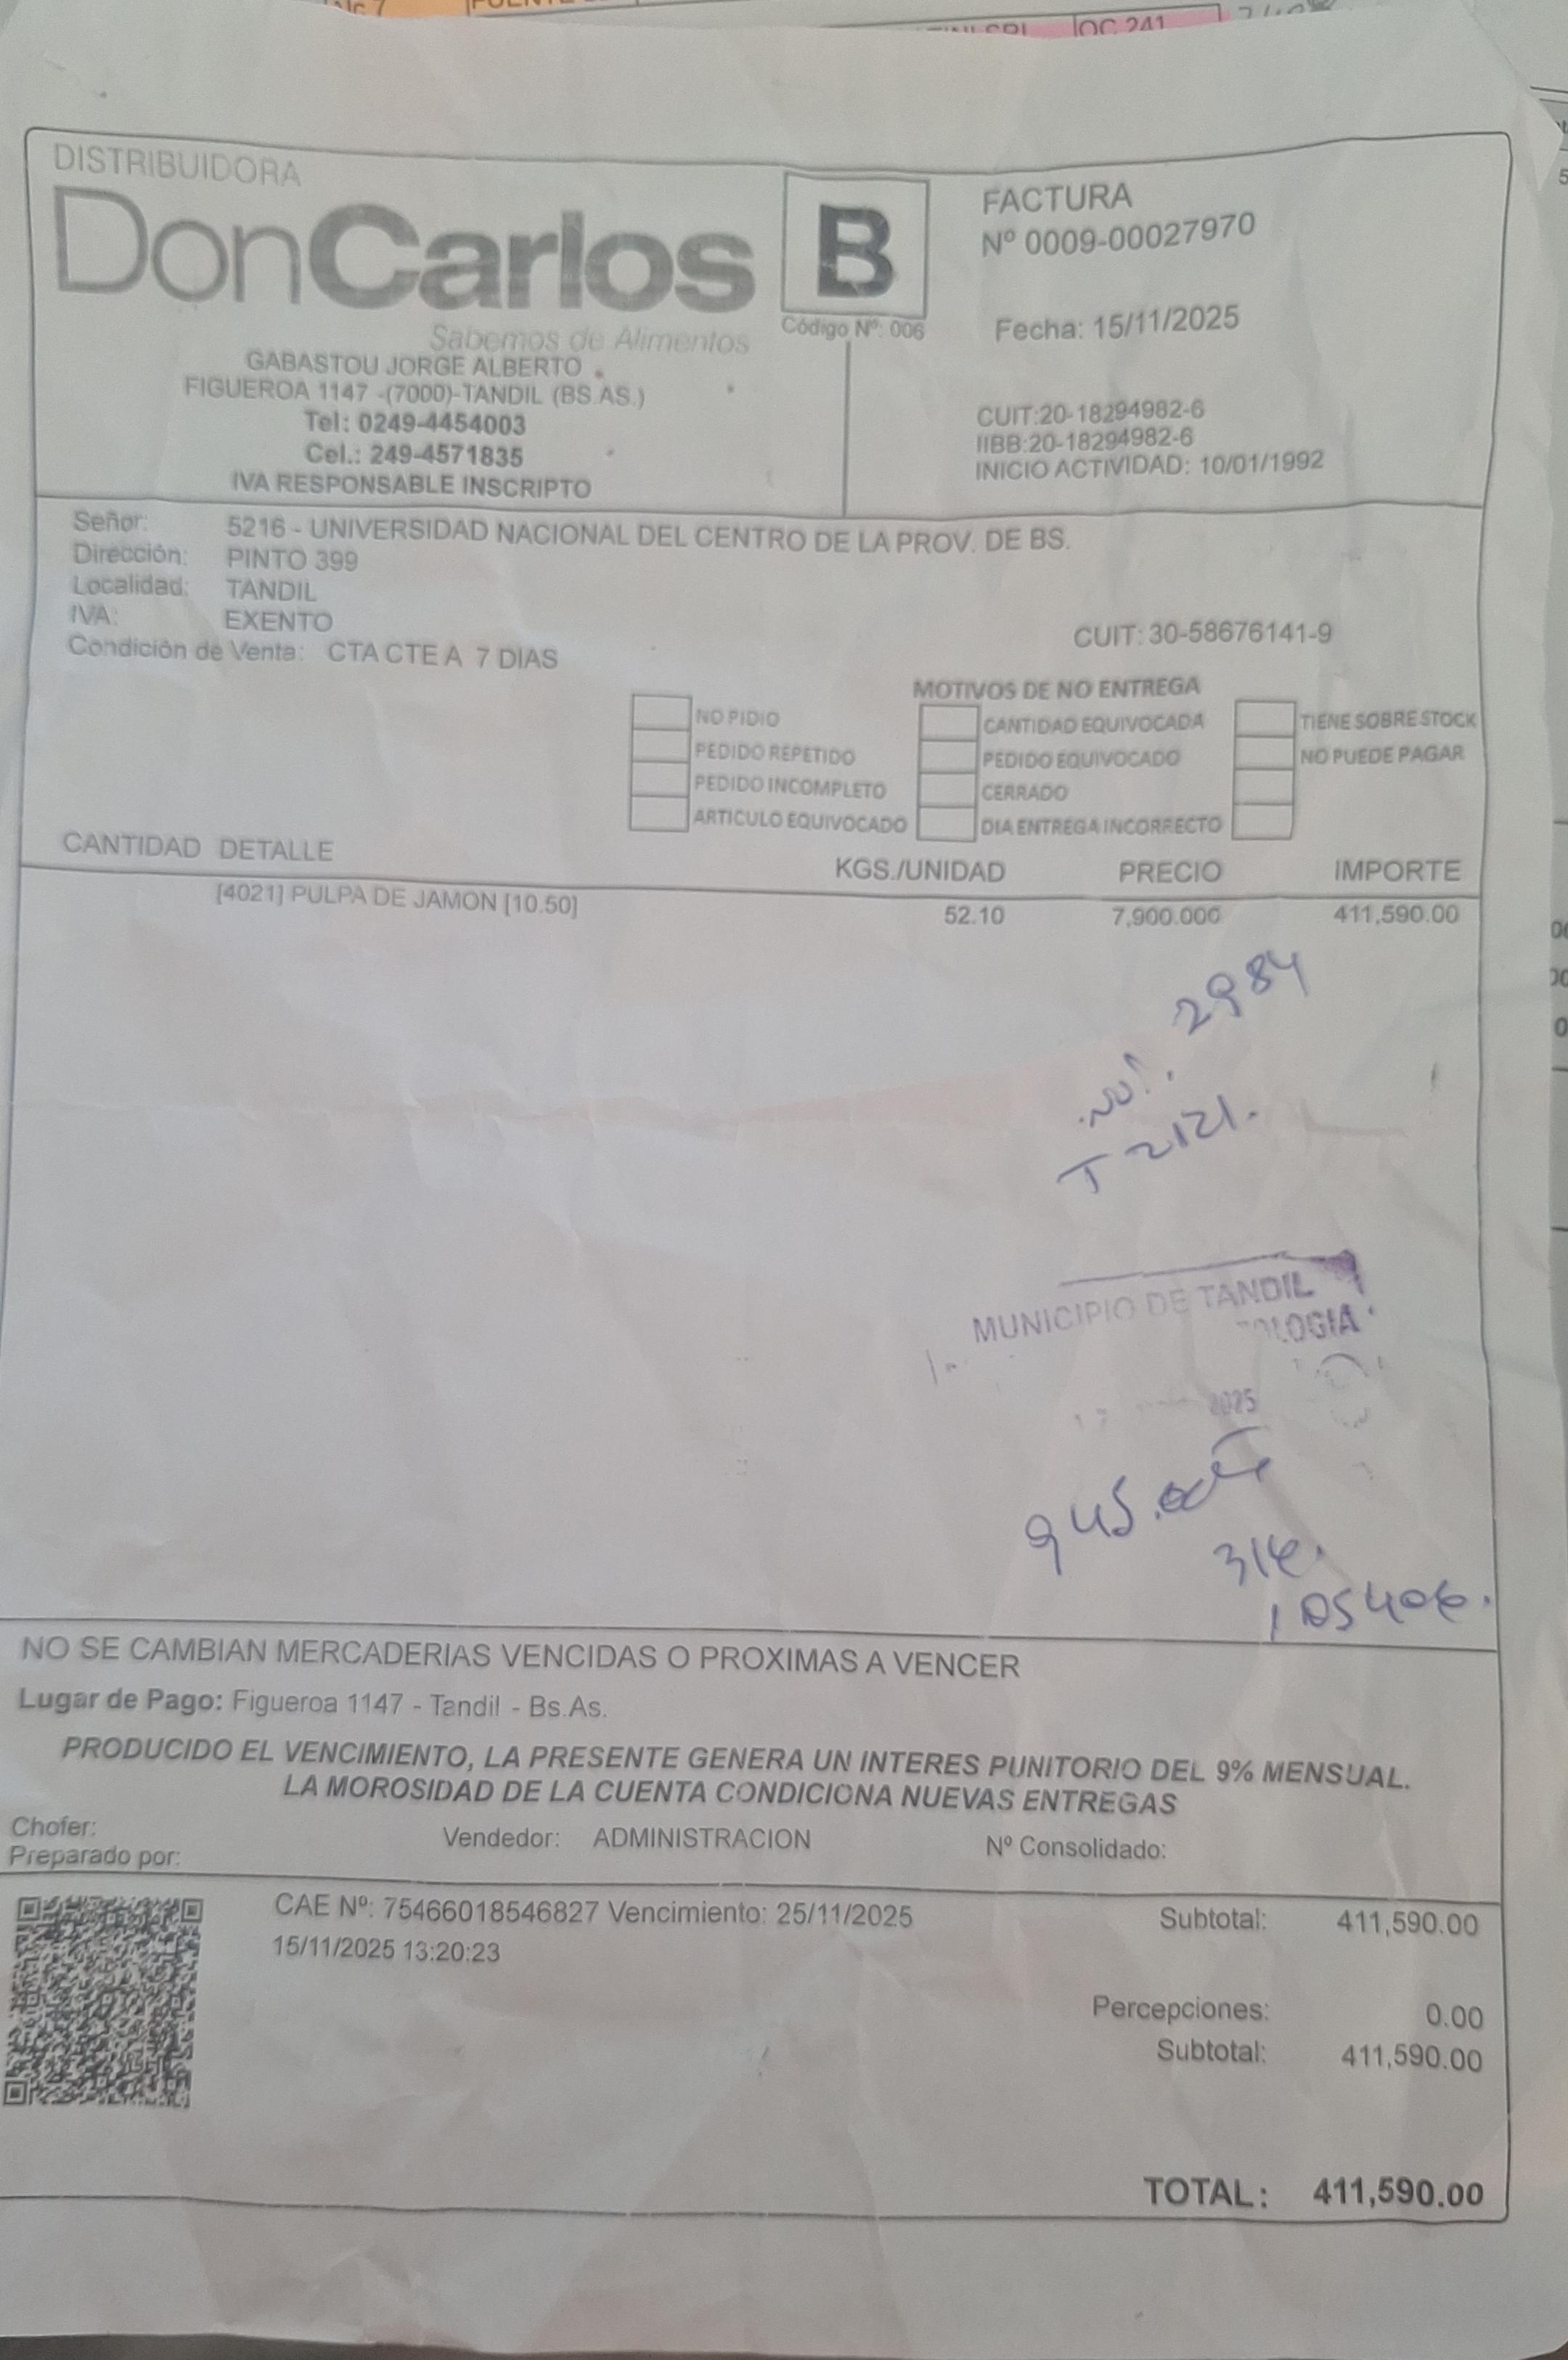 OC 241
DISTRIBUIDORA
DonCarlos
Sabemos de Alimentos
GABASTOU JORGE ALBERTO
FIGUEROA 1147 -(7000)-TANDIL (BS.AS.)
Tel: 0249-4454003
Cel.: 249-4571835
IVA RESPONSABLE INSCRIPTO
B
Código Nº: 006
FACTURA
Nº 0009-00027970
Fecha: 15/11/2025
CUIT:20-18294982-6
IIBB:20-18294982-6
INICIO ACTIVIDAD: 10/01/1992
Señor: 5216 - UNIVERSIDAD NACIONAL DEL CENTRO DE LA PROV. DE BS.
Dirección: PINTO 399
Localidad: TANDIL
IVA: EXENTO
CUIT: 30-58676141-9
Condición de Venta: CTA CTE A 7 DIAS
MOTIVOS DE NO ENTREGA
NO PIDIO CANTIDAD EQUIVOCADA TIENE SOBRE STOCK
PEDIDO REPETIDO PEDIDO EQUIVOCADO NO PUEDE PAGAR
PEDIDO INCOMPLETO CERRADO
ARTICULO EQUIVOCADO DIA ENTREGA INCORRECTO
CANTIDAD DETALLE KGS./UNIDAD PRECIO IMPORTE
[4021] PULPA DE JAMON [10.50] 52.10 7,900.000 411,590.00
2984
T 2121.
MUNICIPIO DE TANDIL
2025
NO SE CAMBIAN MERCADERIAS VENCIDAS O PROXIMAS A VENCER
Lugar de Pago: Figueroa 1147 - Tandil - Bs.As.
PRODUCIDO EL VENCIMIENTO, LA PRESENTE GENERA UN INTERES PUNITORIO DEL 9% MENSUAL.
LA MOROSIDAD DE LA CUENTA CONDICIONA NUEVAS ENTREGAS
Chofer:
Preparado por:
Vendedor: ADMINISTRACION
Nº Consolidado:
CAE Nº: 75466018546827 Vencimiento: 25/11/2025
15/11/2025 13:20:23
Subtotal: 411,590.00
Percepciones: 0.00
Subtotal: 411,590.00
TOTAL: 411,590.00